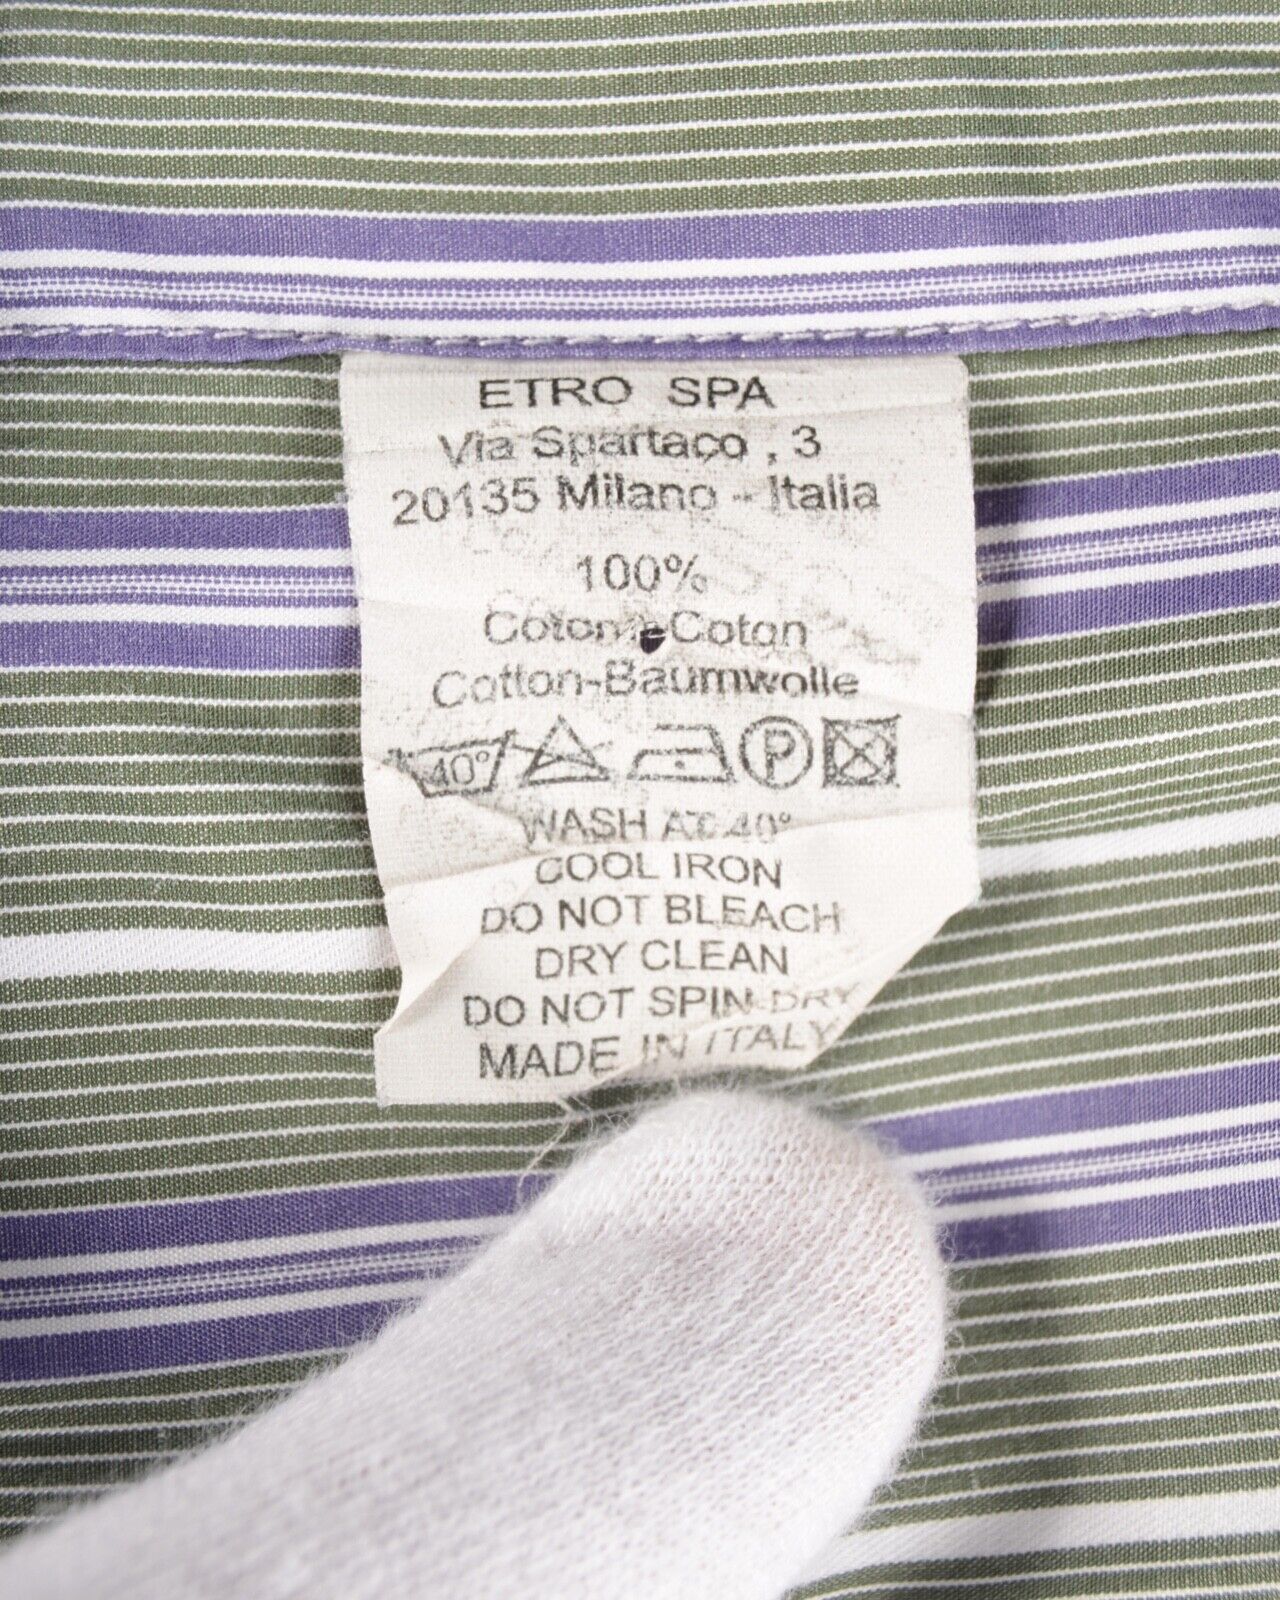 ETRO SPA
Via Spartaco , 3
20135 Milano - Italia
100%
Coton Coton
Cotton-Baumwolle
40° P
WASH AT 40°
COOL IRON
DO NOT BLEACH
DRY CLEAN
DO NOT SPIN-DRY
MADE IN ITALY